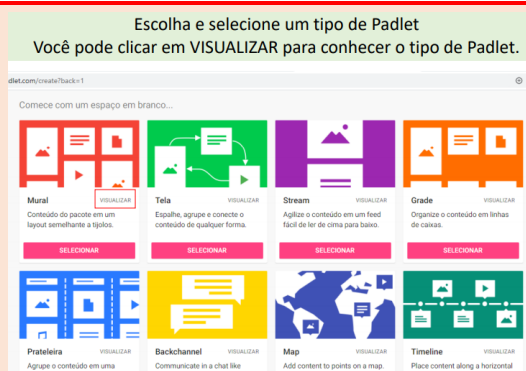 Escolha e selecione um tipo de Padlet
Você pode clicar em VISUALIZAR para conhecer o tipo de Padlet.
dlet.com/create?back=1
Comece com um espaço em branco...
Mural VISUALIZAR
Conteúdo do pacote em um
layout semelhante a tijolos.
SELECIONAR
Tela VISUALIZAR
Espalhe, agrupe e conecte o
conteúdo de qualquer forma.
SELECIONAR
Stream VISUALIZAR
Agilize o conteúdo em um feed
fácil de ler de cima para baixo.
SELECIONAR
Grade VISUALIZAR
Organize o conteúdo em linhas
de caixas.
SELECIONAR
Prateleira VISUALIZAR
Agrupe o conteúdo em uma
Backchannel VISUALIZAR
Communicate in a chat like
Map VISUALIZAR
Add content to points on a map.
Timeline VISUALIZAR
Place content along a horizontal